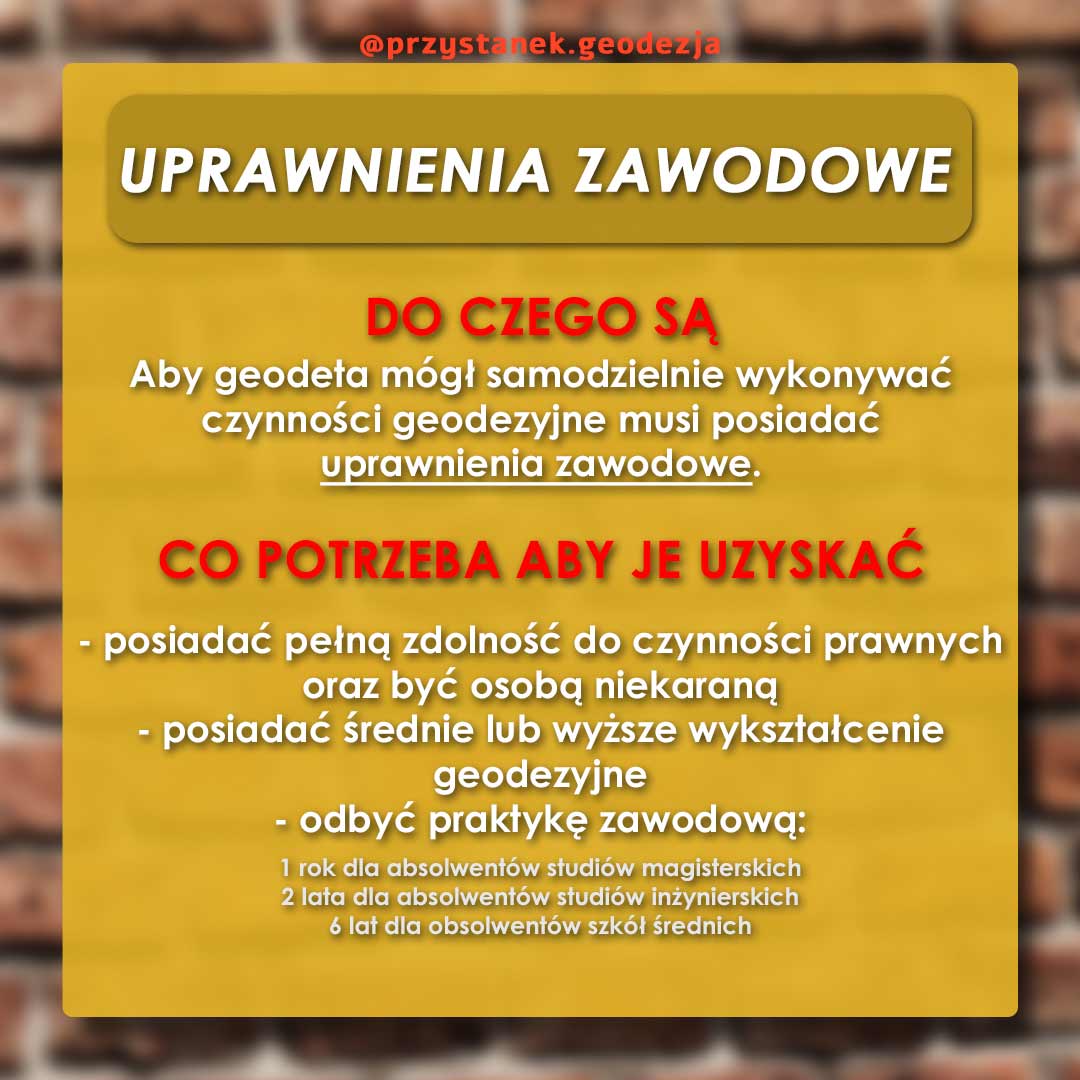 @przystanek.geodezja
UPRAWNIENIA ZAWODOWE
DO CZEGO SĄ
Aby geodeta mógł samodzielnie wykonywać
czynności geodezyjne musi posiadać
uprawnienia zawodowe.
CO POTRZEBA ABY JE UZYSKAĆ
- posiadać pełną zdolność do czynności prawnych
oraz być osobą niekaraną
- posiadać średnie lub wyższe wykształcenie
geodezyjne
- odbyć praktykę zawodową:
1 rok dla absolwentów studiów magisterskich
2 lata dla absolwentów studiów inżynierskich
6 lat dla obsolwentów szkół średnich